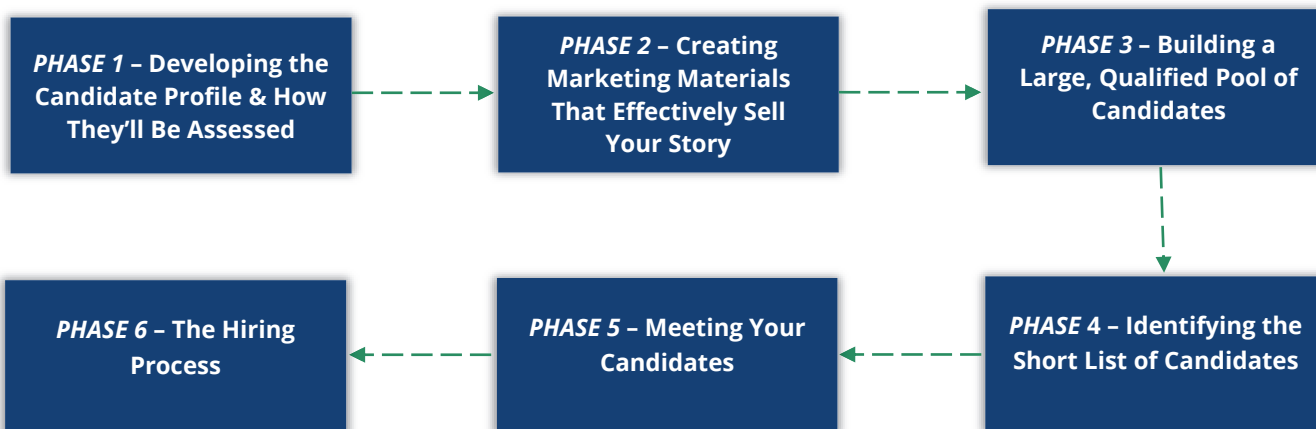 PHASE 1 – Developing the
Candidate Profile & How
They’ll Be Assessed
PHASE 2 – Creating
Marketing Materials
That Effectively Sell
Your Story
PHASE 3 – Building a
Large, Qualified Pool of
Candidates
PHASE 4 – Identifying the
Short List of Candidates
PHASE 5 – Meeting Your
Candidates
PHASE 6 – The Hiring
Process